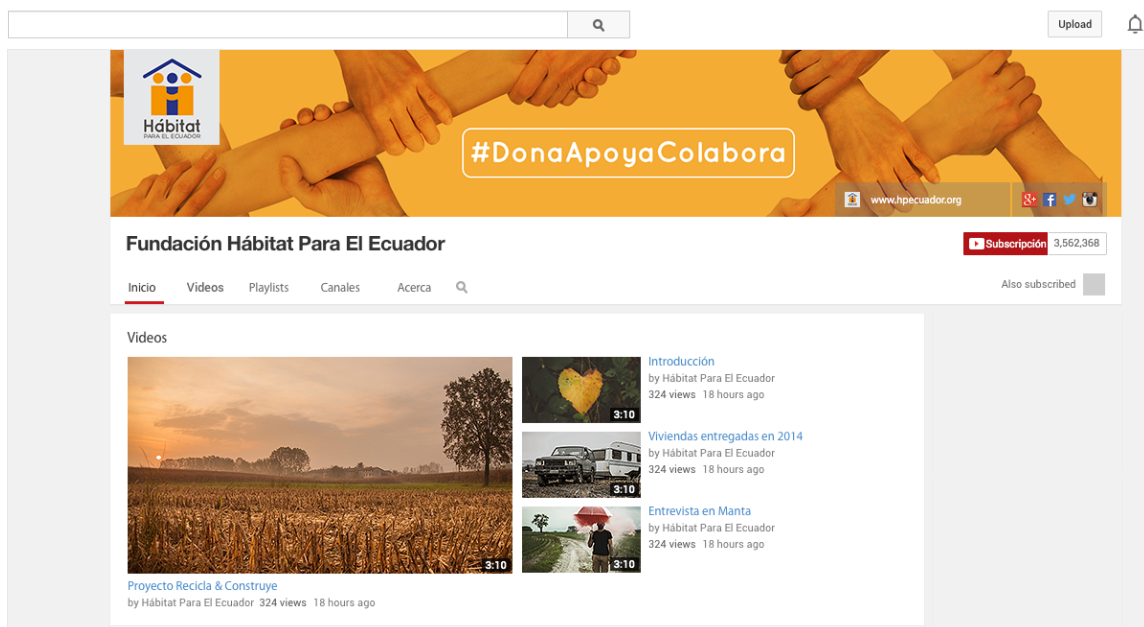 Upload
Hábitat
PARA EL ECUADOR
#DonaApoyaColabora
www.hpecuador.org
Fundación Hábitat Para El Ecuador
Subscripción 3,562,368
Inicio Videos Playlists Canales Acerca
Also subscribed
Videos
3:10
Proyecto Recicla & Construye
by Hábitat Para El Ecuador 324 views 18 hours ago
3:10
Introducción
by Hábitat Para El Ecuador
324 views 18 hours ago
3:10
Viviendas entregadas en 2014
by Hábitat Para El Ecuador
324 views 18 hours ago
3:10
Entrevista en Manta
by Hábitat Para El Ecuador
324 views 18 hours ago